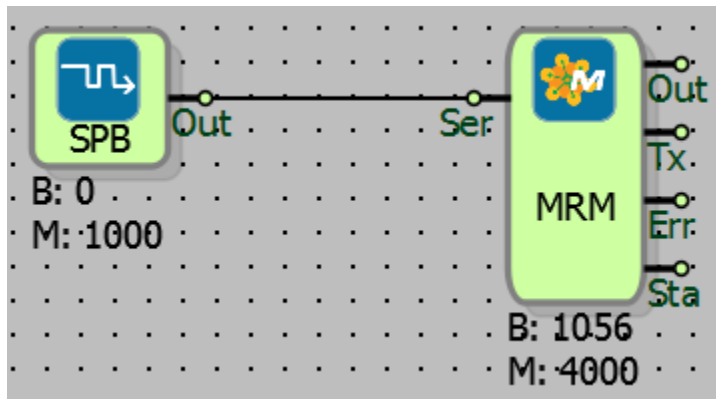 M
SPB
Out
B: 0
M: 1000
Ser
MRM
Out
Tx
Err
Sta
B: 1056
M: 4000